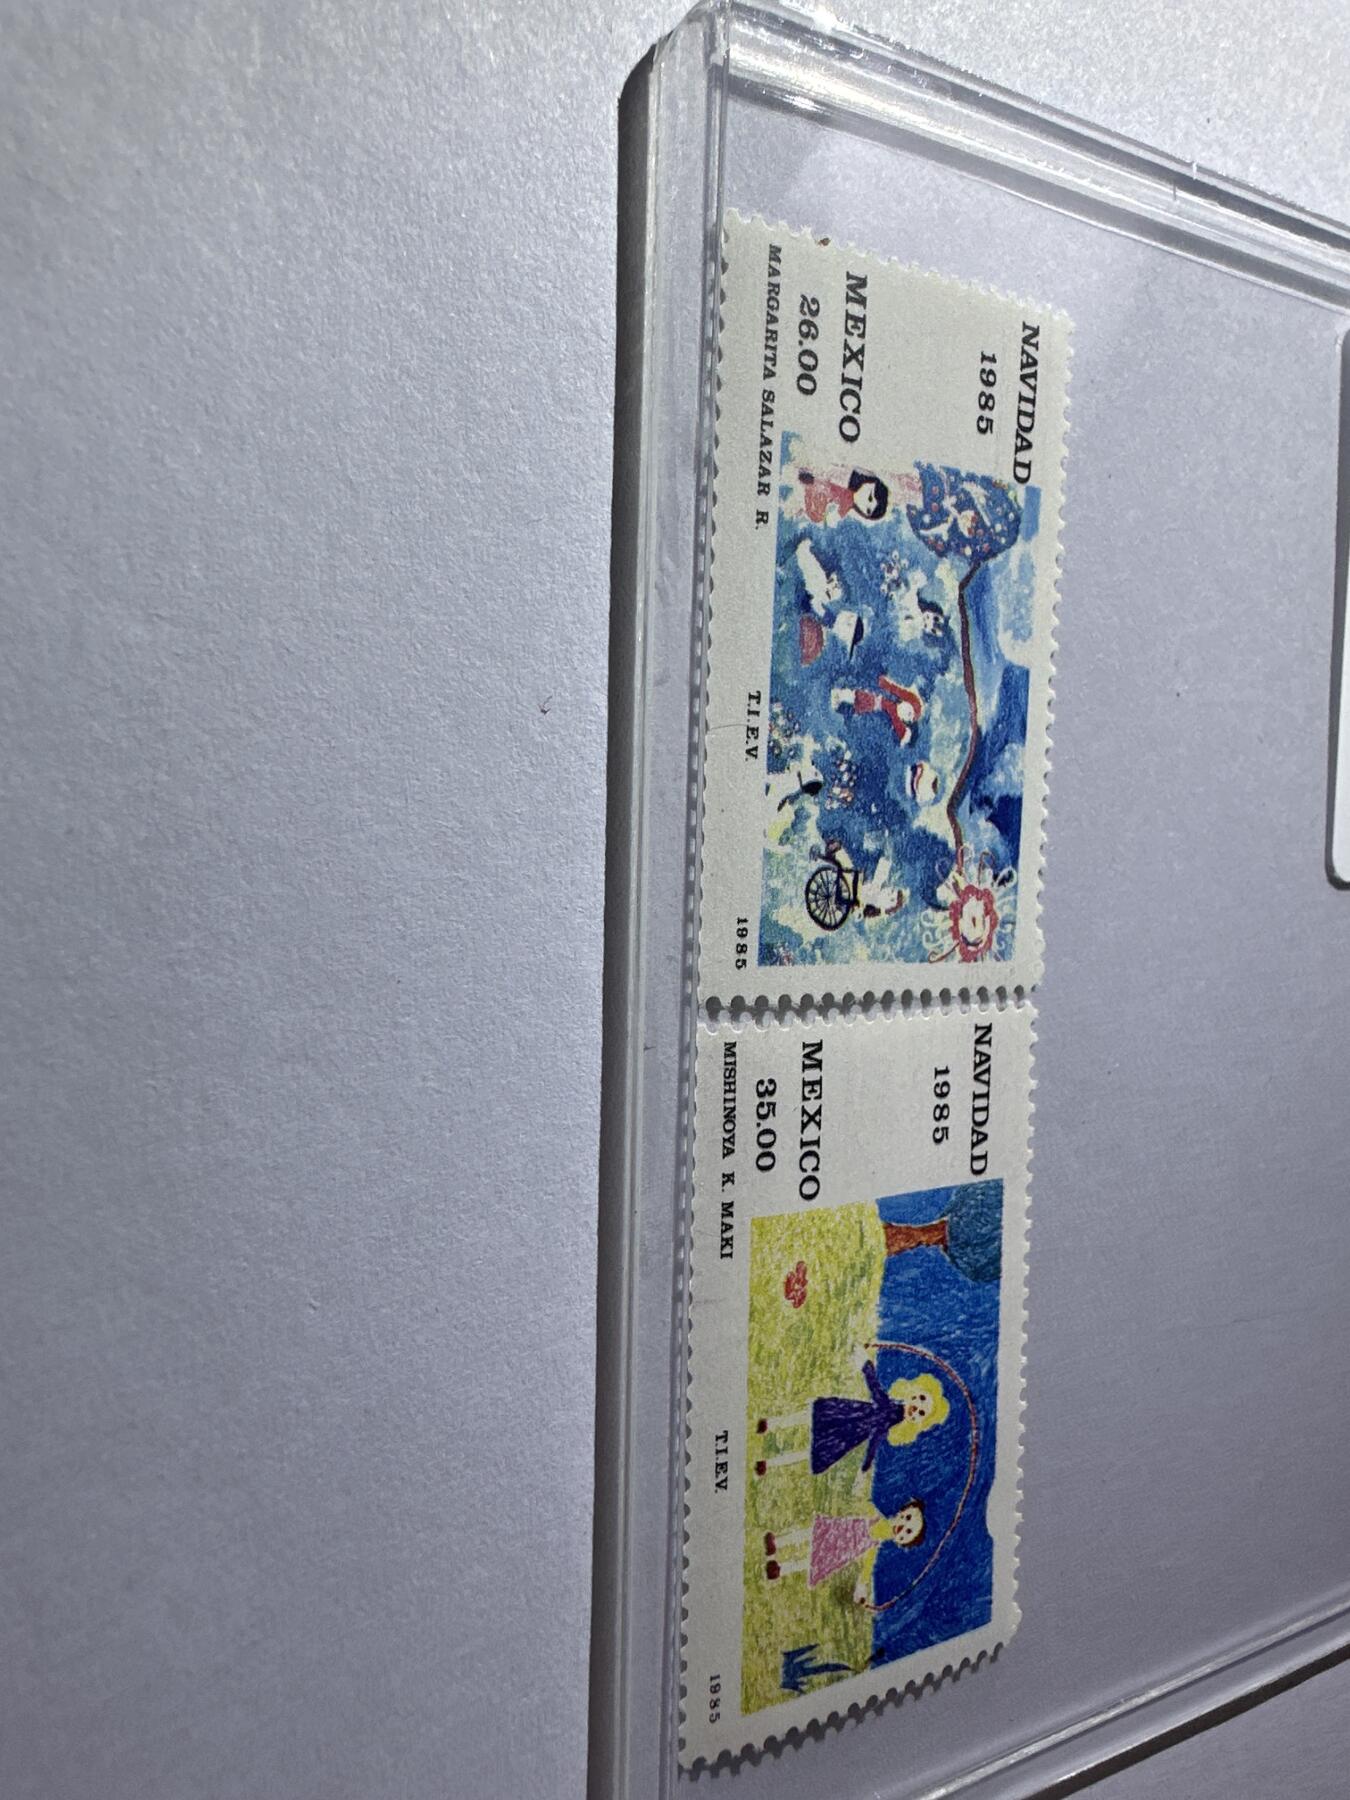 NAVIDAD
1985
MEXICO
26.00
MARGARITA SALAZAR R.
T.I.E.V.
1985
NAVIDAD
1985
MEXICO
35.00
MISHINOYA K. MAKI
T.I.E.V.
1985